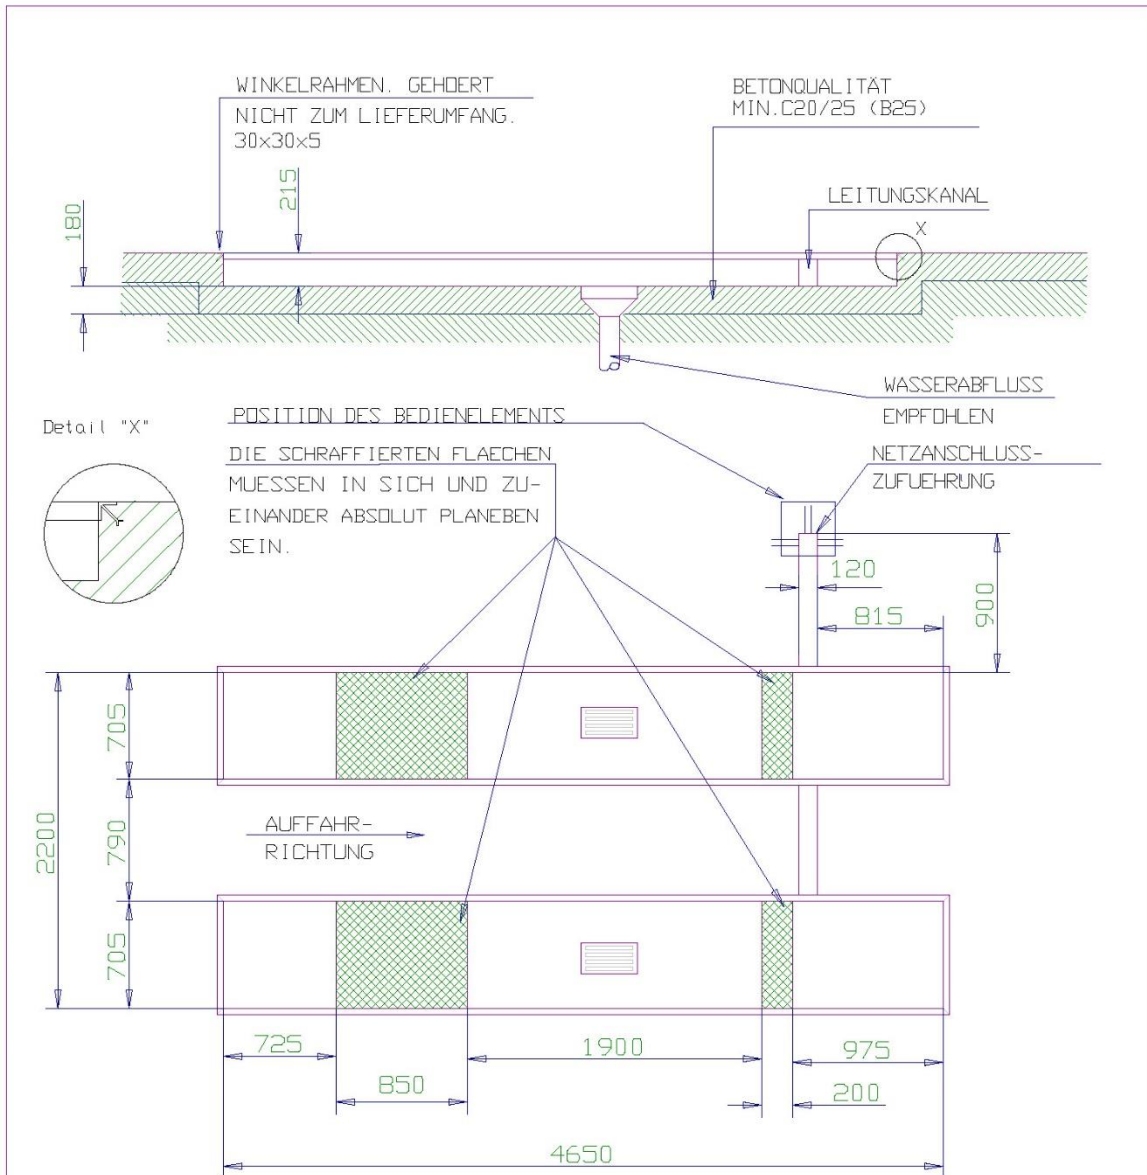 WINKELRAHMEN. GEHOERT
NICHT ZUM LIEFERUMFANG.
30x30x5
BETONQUALITÄT
MIN.C20/25 (B25)
215
180
LEITUNGSKANAL
X
WASSERABFLUSS
EMPFOHLEN
Detail "X"
POSITION DES BEDIENELEMENTS
DIE SCHRAFFIERTEN FLAECHEN
MUESSEN IN SICH UND ZU-
EINANDER ABSOLUT PLANEBEN
SEIN.
NETZANSCHLUSS-
ZUFUEHRUNG
120
815
900
705
790
2200
705
AUFFAHR-
RICHTUNG
725
1900
975
850
200
4650